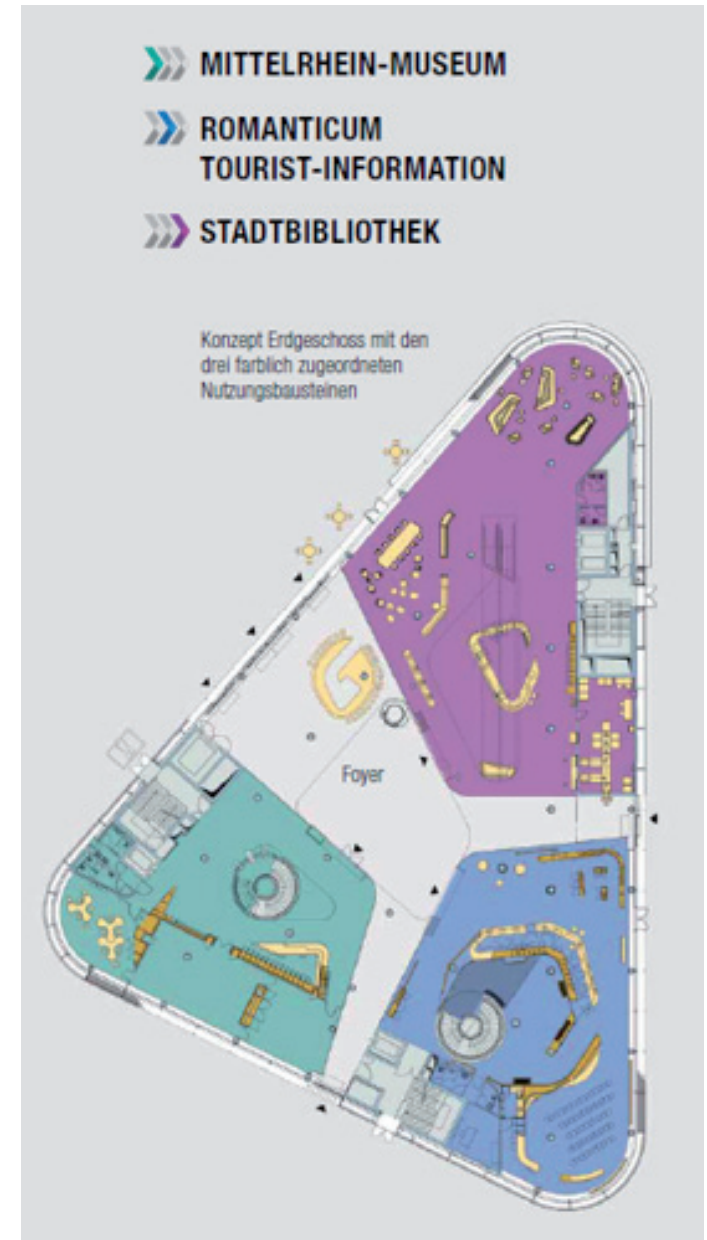 MITTELRHEIN-MUSEUM
ROMANTICUM
TOURIST-INFORMATION
STADTBIBLIOTHEK
Konzept Erdgeschoss mit den
drei farblich zugeordneten
Nutzungsbausteinen
Foyer